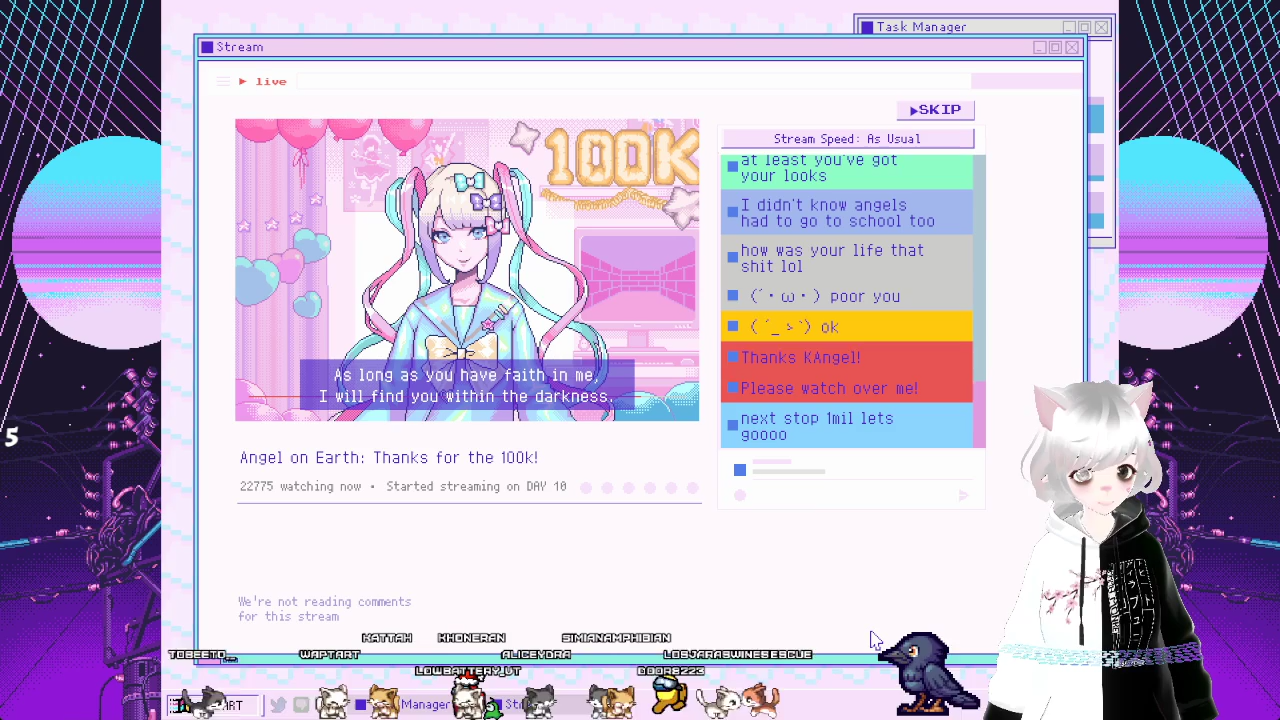 Task Manager
Stream
live
▶SKIP
100K
Stream Speed: As Usual
at least you've got
your looks
I didn't know angels
had to go to school too
how was your life that
shit lol
(´・ω・) poor you
(´_ゝ`) ok
Thanks KAngel!
Please watch over me!
next stop 1mil lets
goooo
As long as you have faith in me,
I will find you within the darkness.
5
Angel on Earth: Thanks for the 100k!
22775 watching now • Started streaming on DAY 10
We're not reading comments
for this stream
KATTAH
KHONERAN
SIMIANAMPHIBIAN
WAPTART
ALICEYDRA
LOWBATTERY_VT
Manager